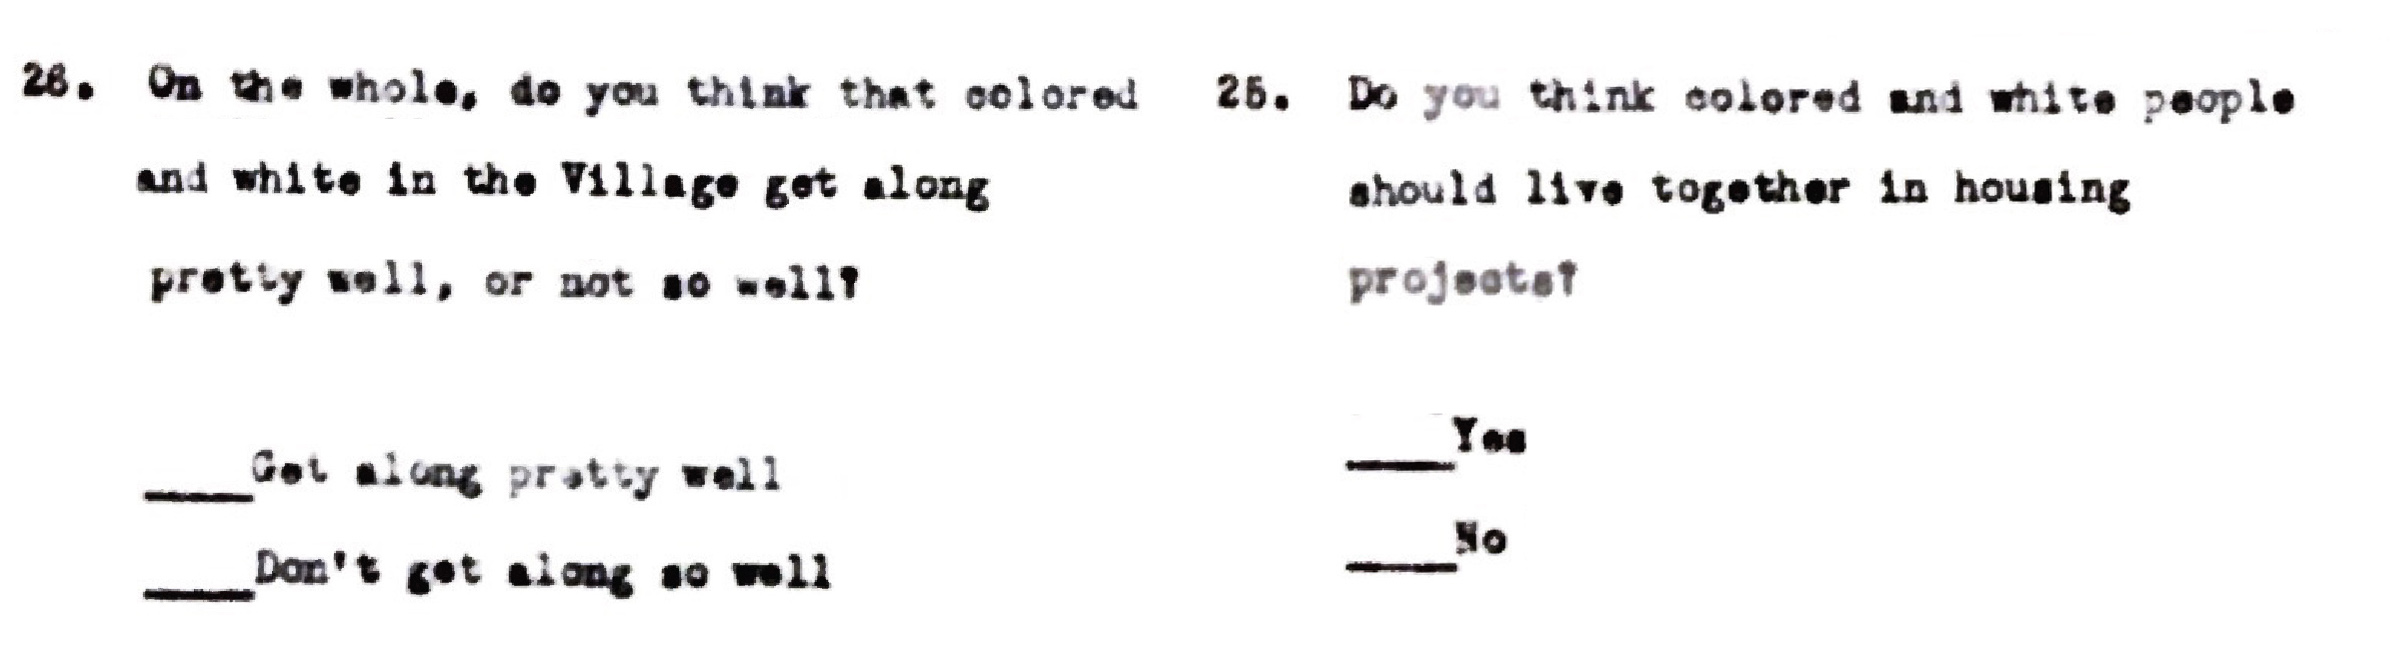 26. On the whole, do you think that colored
and white in the Village get along
pretty well, or not so well?
____Get along pretty well
____Don't get along so well
25. Do you think colored and white people
should live together in housing
projects?
____Yes
____No